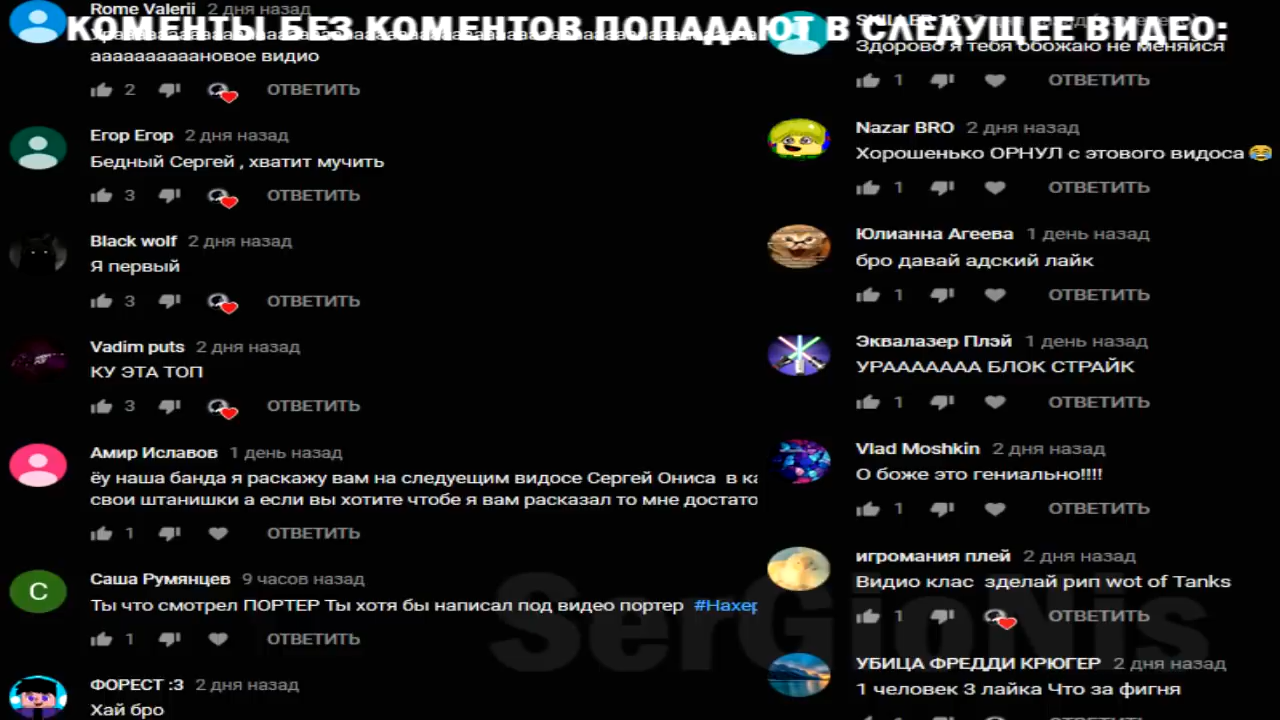 КОМЕНТЫ БЕЗ КОМЕНТОВ ПОПАДАЮТ В СЛЕДУЩЕЕ ВИДЕО:
Rome Valerii 2 дня назад
аааааааааановое видио
2 ОТВЕТИТЬ
Егор Егор 2 дня назад
Бедный Сергей , хватит мучить
3 ОТВЕТИТЬ
Black wolf 2 дня назад
Я первый
3 ОТВЕТИТЬ
Vadim puts 2 дня назад
КУ ЭТА ТОП
3 ОТВЕТИТЬ
Амир Иславов 1 день назад
ёу наша банда я раскажу вам на следуещим видосе Сергей Ониса в ка
свои штанишки а если вы хотите чтобе я вам расказал то мне достато
1 ОТВЕТИТЬ
Саша Румянцев 9 часов назад
Ты что смотрел ПОРТЕР Ты хотя бы написал под видео портер #Нахер
1 ОТВЕТИТЬ
ФОРЕСТ :3 2 дня назад
Хай бро
Здорово я тебя обожаю не меняйся
1 ОТВЕТИТЬ
Nazar BRO 2 дня назад
Хорошенько ОРНУЛ с этового видоса 😂
1 ОТВЕТИТЬ
Юлианна Агеева 1 день назад
бро давай адский лайк
1 ОТВЕТИТЬ
Эквалазер Плэй 1 день назад
УРААААААА БЛОК СТРАЙК
1 ОТВЕТИТЬ
Vlad Moshkin 2 дня назад
О боже это гениально!!!!
1 ОТВЕТИТЬ
игромания плей 2 дня назад
Видио клас зделай рип wot of Tanks
1 ОТВЕТИТЬ
УБИЦА ФРЕДДИ КРЮГЕР 2 дня назад
1 человек 3 лайка Что за фигня
SerGioNis
С